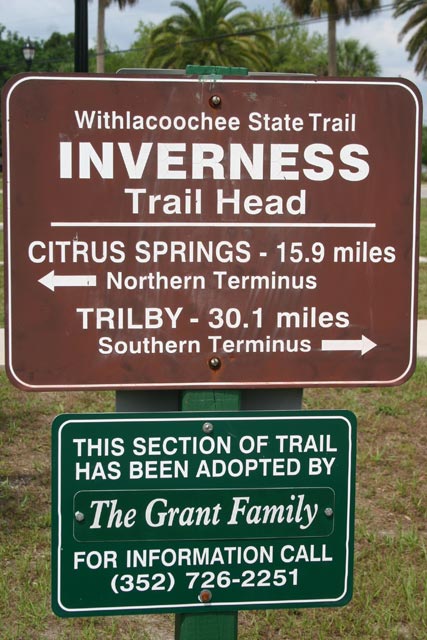 Withlacoochee State Trail
INVERNESS
Trail Head
CITRUS SPRINGS - 15.9 miles
Northern Terminus
TRILBY - 30.1 miles
Southern Terminus
THIS SECTION OF TRAIL
HAS BEEN ADOPTED BY
The Grant Family
FOR INFORMATION CALL
(352) 726-2251